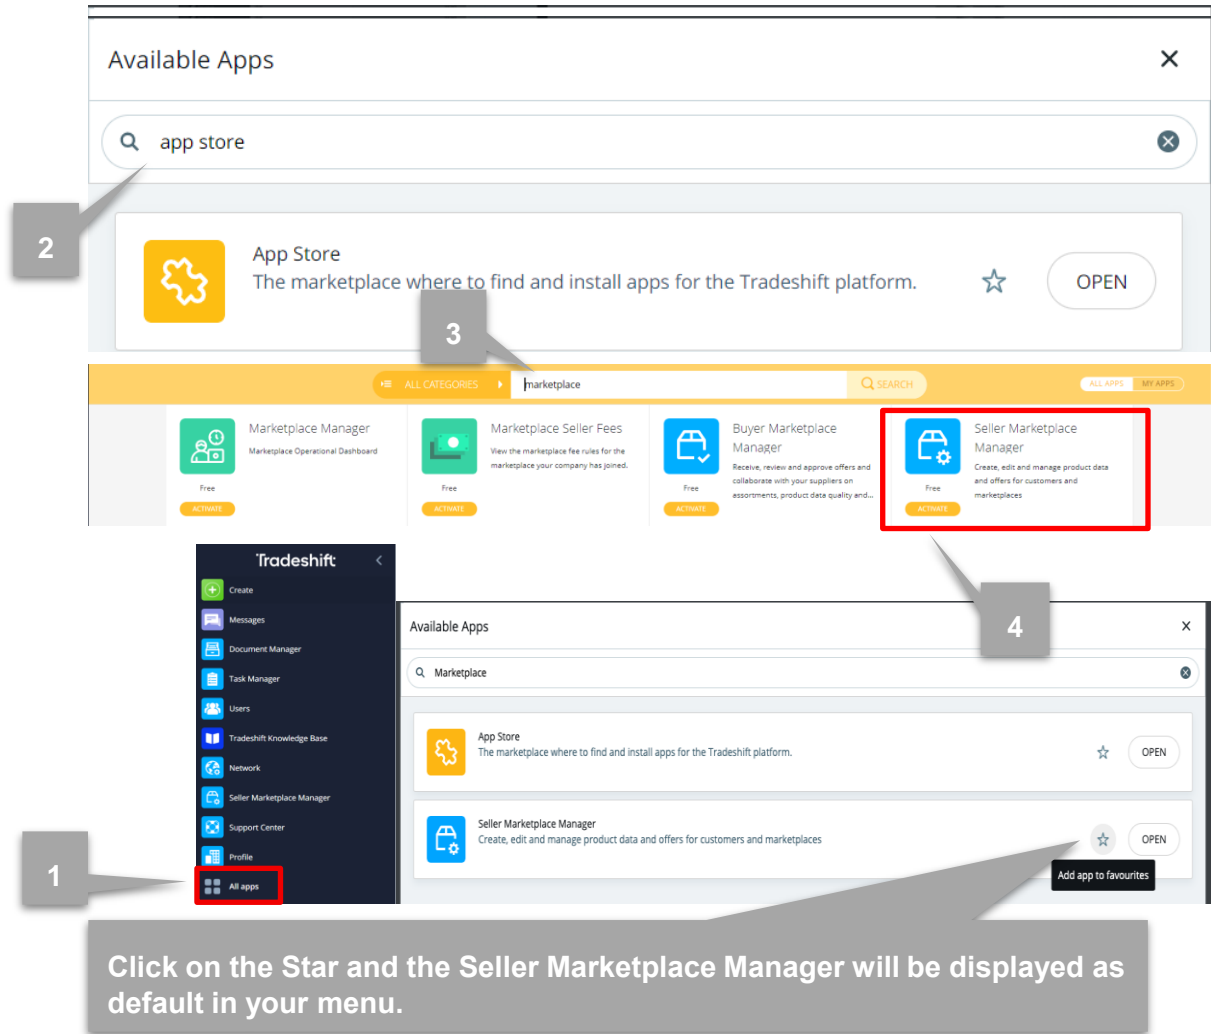 Available Apps
app store
2
App Store
The marketplace where to find and install apps for the Tradeshift platform.
OPEN
3
ALL CATEGORIES
marketplace
SEARCH
ALL APPS
MY APPS
Marketplace Manager
Marketplace Operational Dashboard
Free
ACTIVATE
Marketplace Seller Fees
View the marketplace fee rules for the
marketplace your company has joined.
Free
ACTIVATE
Buyer Marketplace
Manager
Receive, review and approve offers and
collaborate with your suppliers on
assortments, product data quality and...
Free
ACTIVATE
Seller Marketplace
Manager
Create, edit and manage product data
and offers for customers and
marketplaces
Free
ACTIVATE
4
Tradeshift
Create
Messages
Document Manager
Task Manager
Users
Tradeshift Knowledge Base
Network
Seller Marketplace Manager
Support Center
Profile
All apps
1
Available Apps
Marketplace
App Store
The marketplace where to find and install apps for the Tradeshift platform.
OPEN
Seller Marketplace Manager
Create, edit and manage product data and offers for customers and marketplaces
OPEN
Add app to favourites
Click on the Star and the Seller Marketplace Manager will be displayed as
default in your menu.